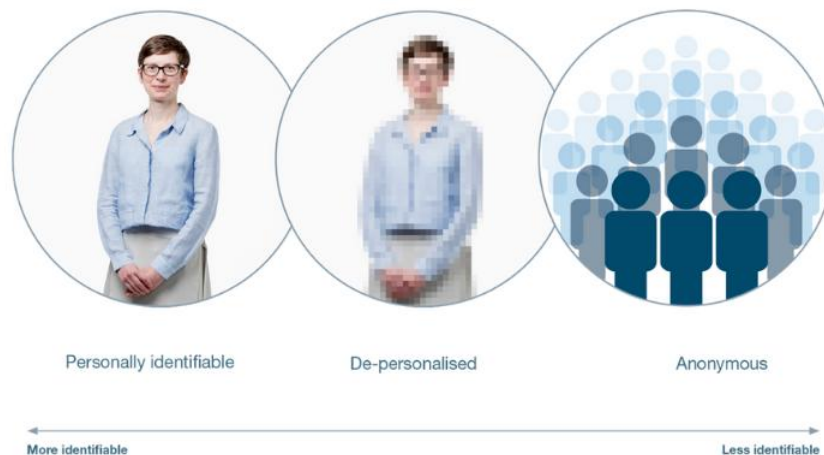 Personally identifiable
De-personalised
Anonymous
More identifiable
Less identifiable